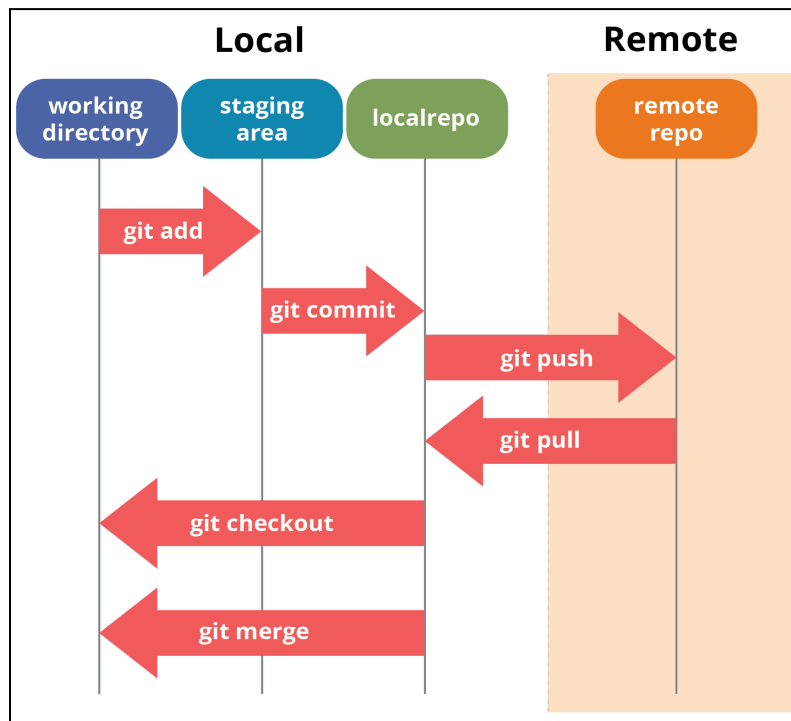 Local
Remote
working
directory
staging
area
localrepo
remote
repo
git add
git commit
git push
git pull
git checkout
git merge